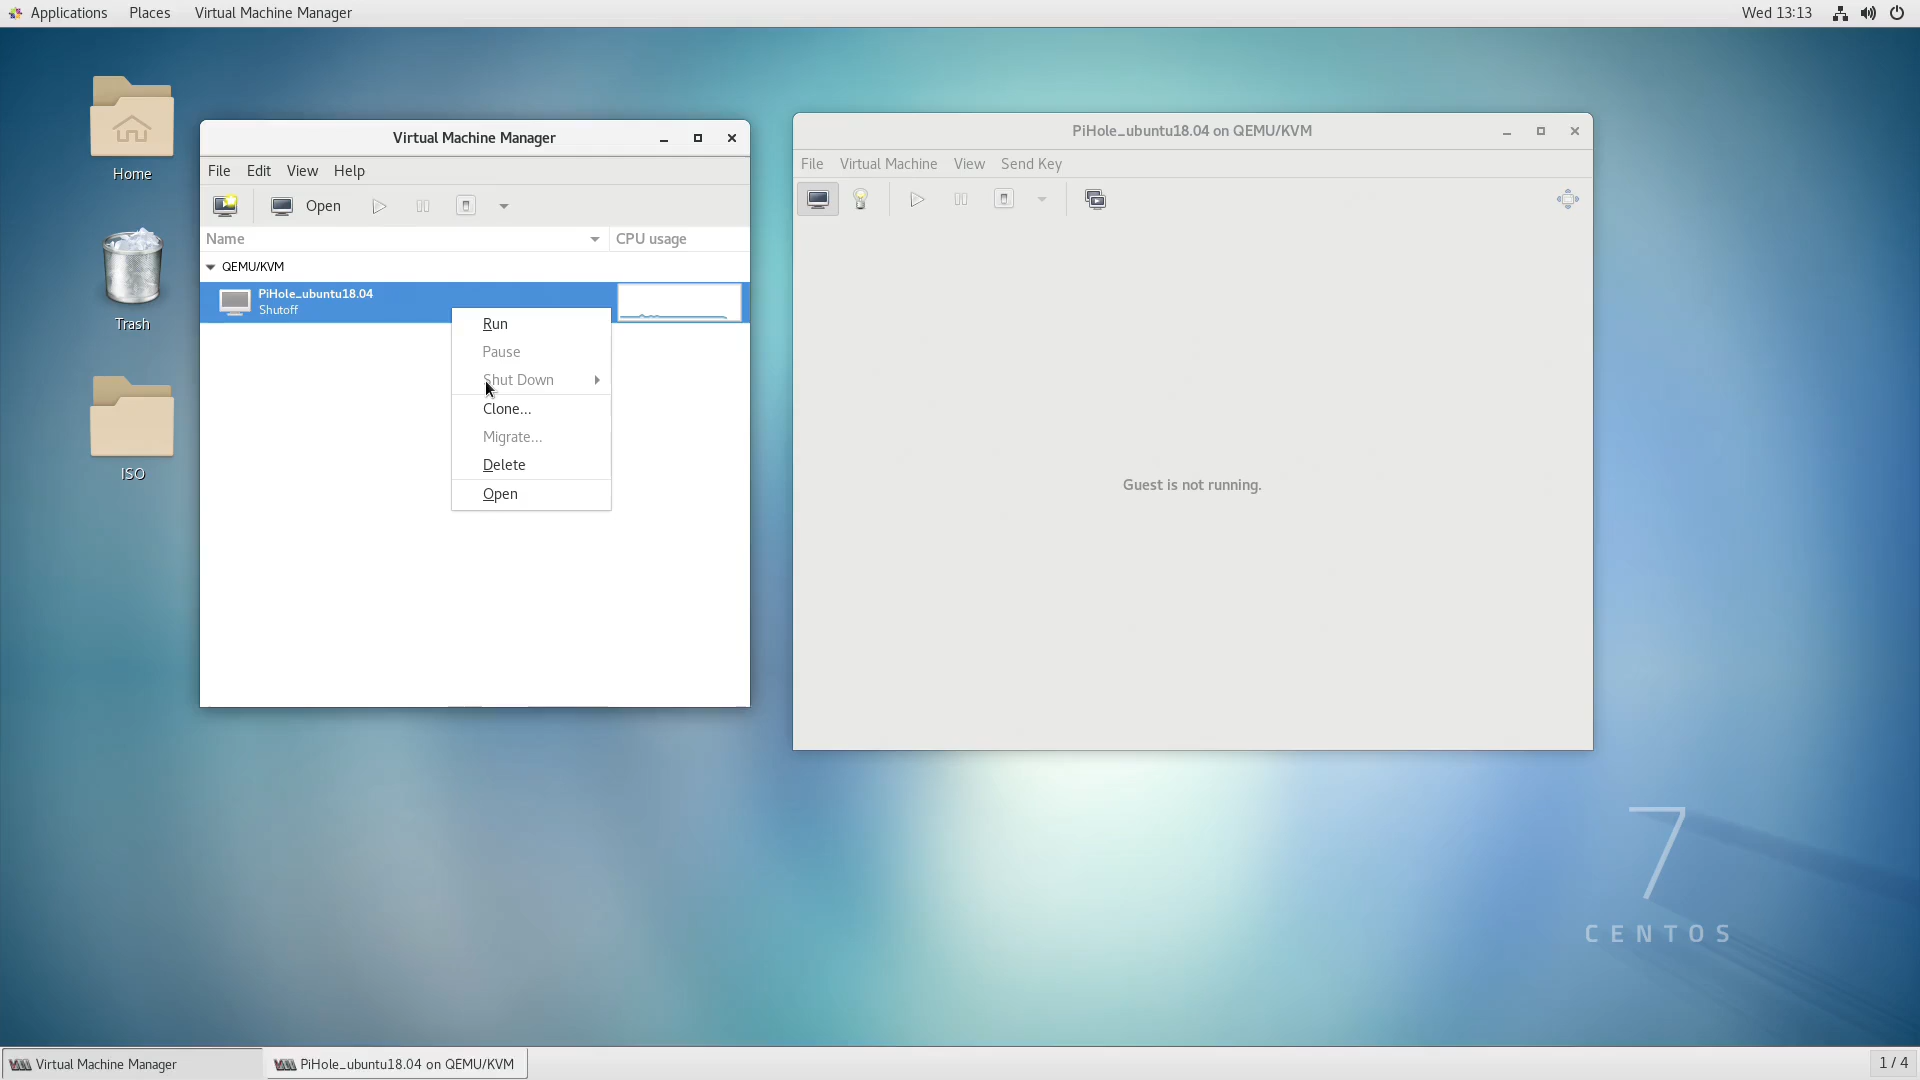 Applications Places Virtual Machine Manager Wed 13:13
Home
Trash
ISO
Virtual Machine Manager
File Edit View Help
Open
Name CPU usage
QEMU/KVM
PiHole_ubuntu18.04
Shutoff
Run
Pause
Shut Down
Clone...
Migrate...
Delete
Open
PiHole_ubuntu18.04 on QEMU/KVM
File Virtual Machine View Send Key
Guest is not running.
7
CENTOS
Virtual Machine Manager PiHole_ubuntu18.04 on QEMU/KVM 1 / 4